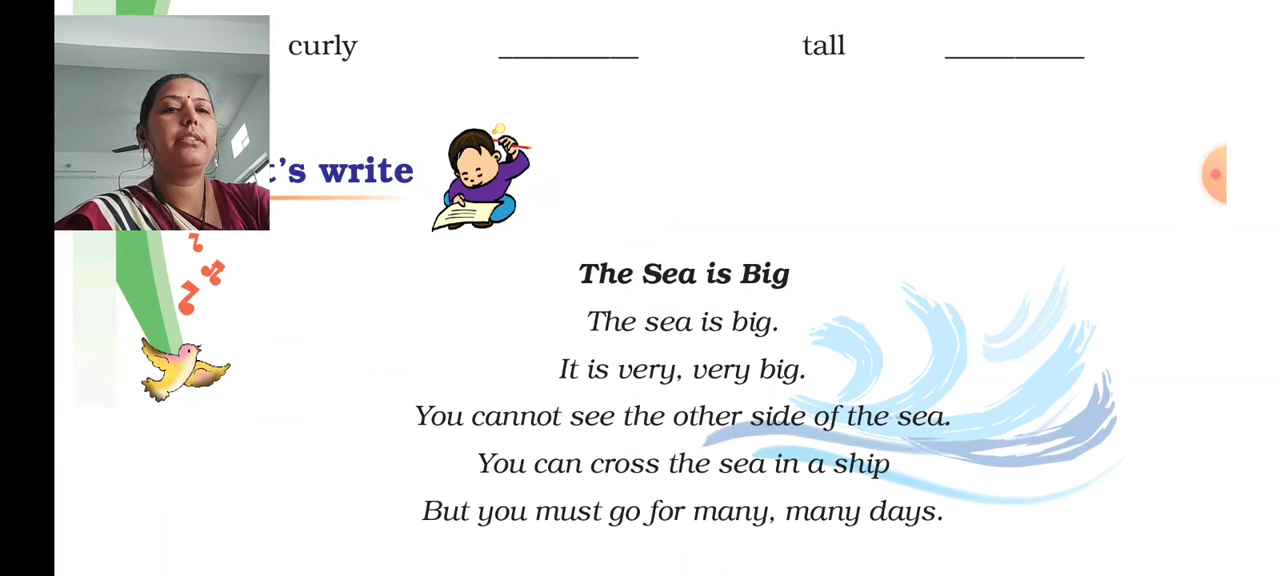 curly __________ tall __________
t's write
The Sea is Big
The sea is big.
It is very, very big.
You cannot see the other side of the sea.
You can cross the sea in a ship
But you must go for many, many days.